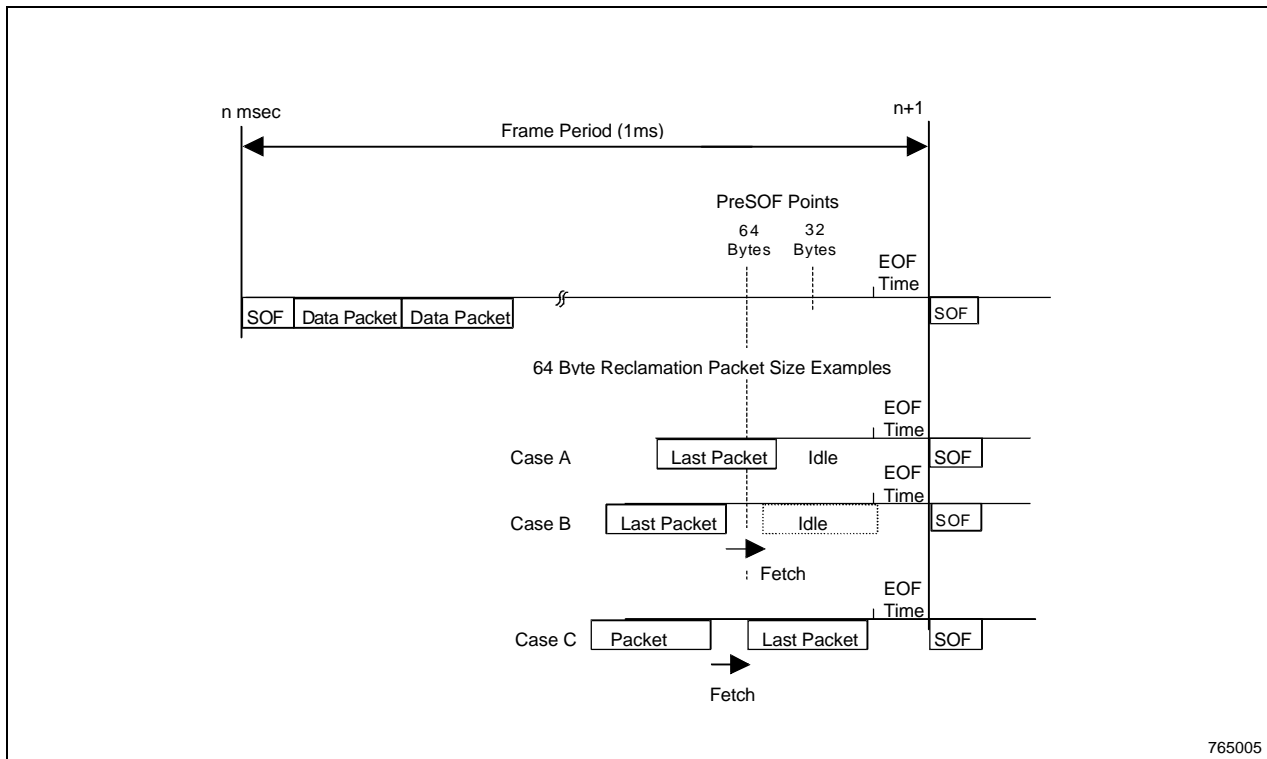 n msec
n+1
Frame Period (1ms)
PreSOF Points
64
Bytes
32
Bytes
EOF
Time
SOF
Data Packet
Data Packet
SOF
64 Byte Reclamation Packet Size Examples
EOF
Time
Case A
Last Packet
Idle
SOF
EOF
Time
Case B
Last Packet
Idle
SOF
Fetch
EOF
Time
Case C
Packet
Last Packet
SOF
Fetch
765005